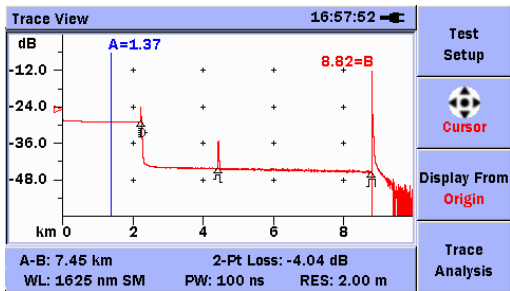 Trace View
16:57:52
dB
A=1.37
8.82=B
-12.0
-24.0
-36.0
-48.0
km 0 2 4 6 8
A-B: 7.45 km
2-Pt Loss: -4.04 dB
WL: 1625 nm SM
PW: 100 ns
RES: 2.00 m
Test
Setup
Cursor
Display From
Origin
Trace
Analysis